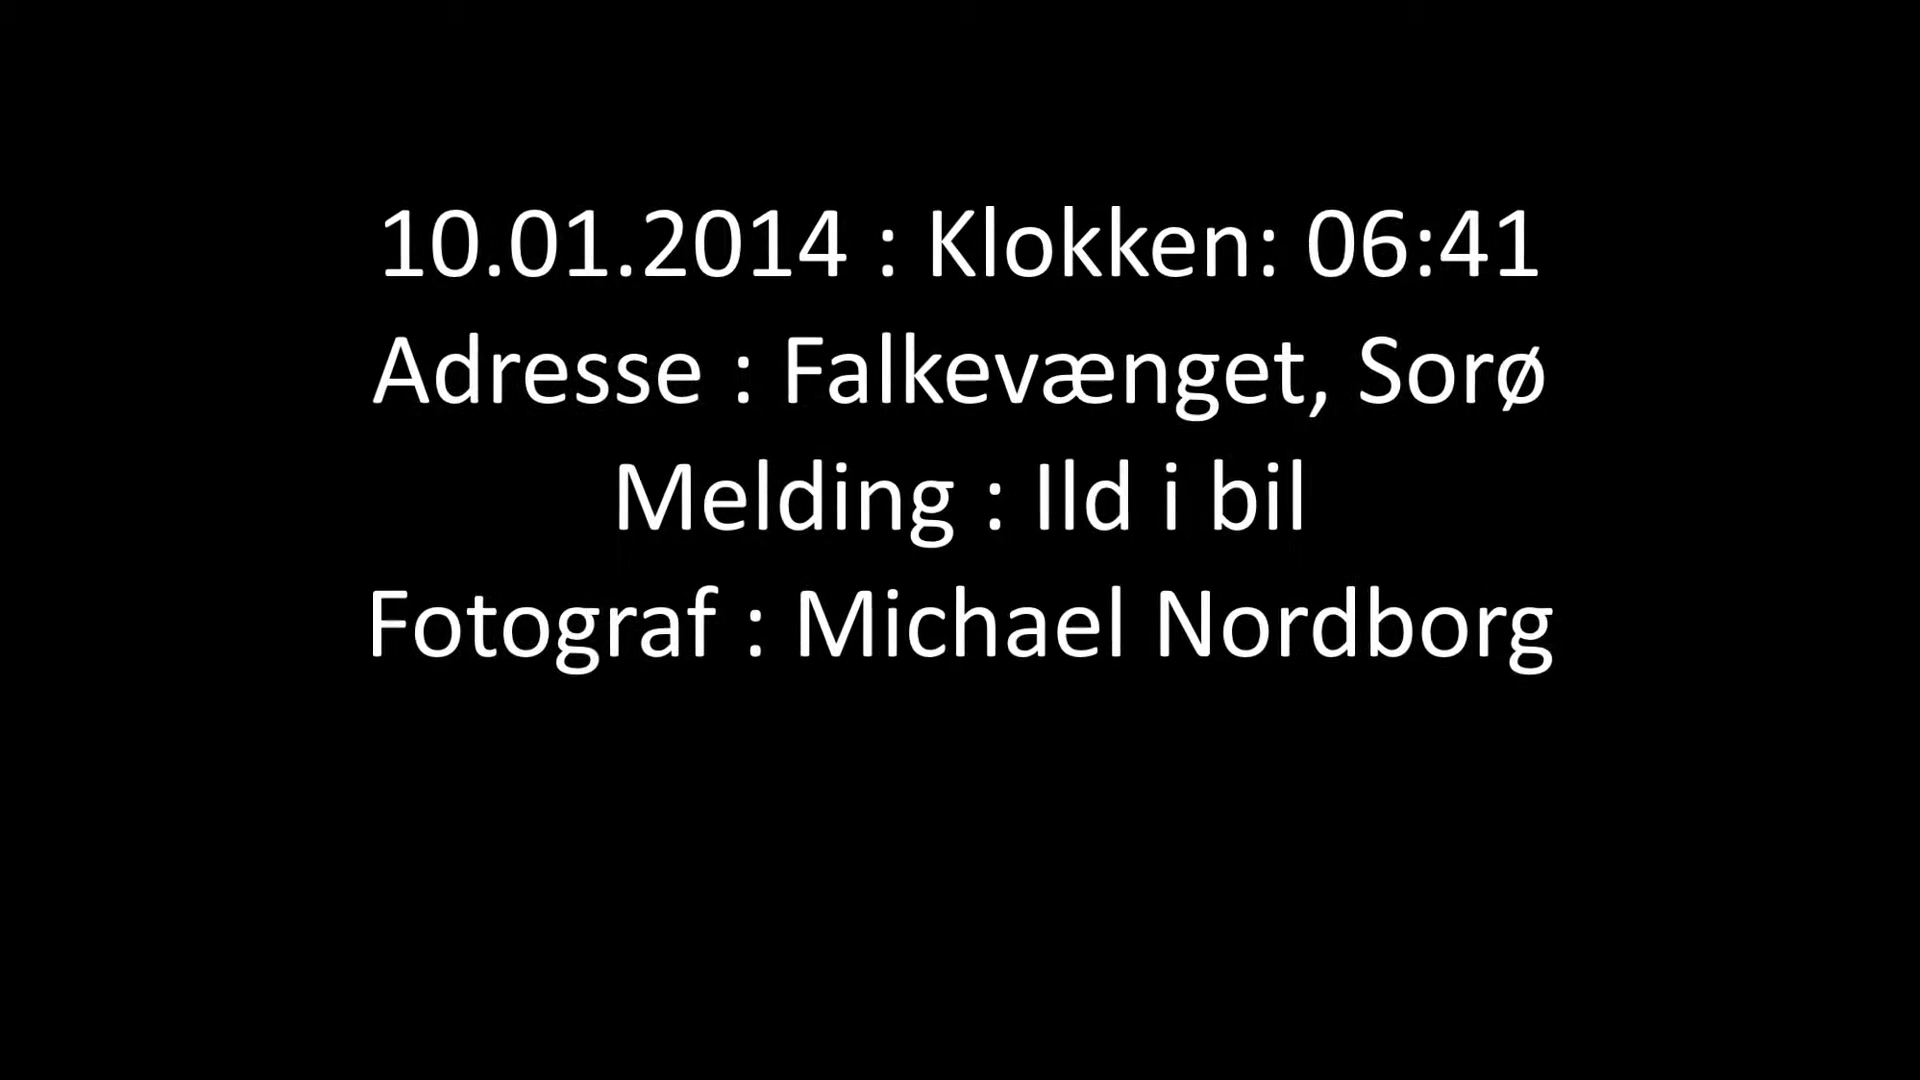 10.01.2014 : Klokken: 06:41
Adresse : Falkevænget, Sorø
Melding : Ild i bil
Fotograf : Michael Nordborg